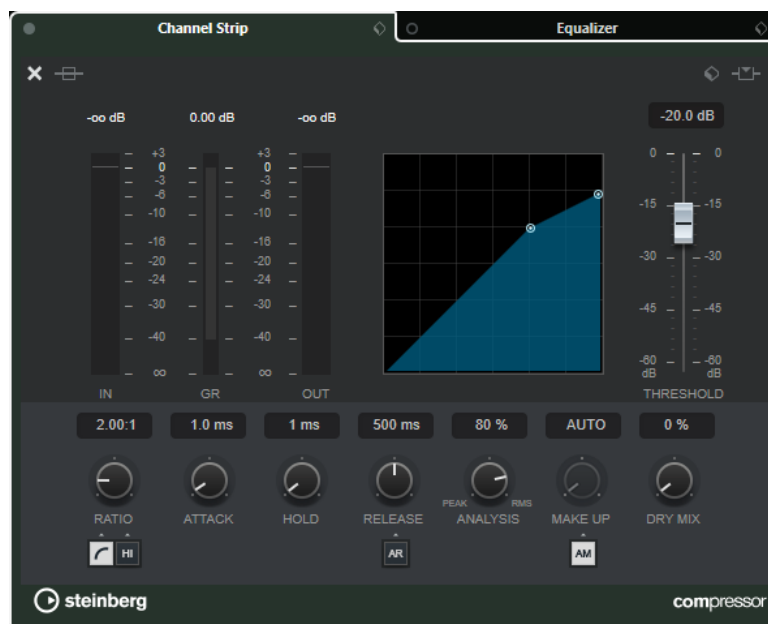 Channel Strip
Equalizer
-oo dB 0.00 dB -oo dB -20.0 dB
+3 +3
0 0
-3 -3
-6 -6
-10 -10
-16 -16
-20 -20
-24 -24
-30 -30
-40 -40
∞ ∞
IN GR OUT
0 0
-15 -15
-30 -30
-45 -45
-60 -60
dB dB
THRESHOLD
2.00:1 1.0 ms 1 ms 500 ms 80 % AUTO 0 %
PEAK RMS
RATIO ATTACK HOLD RELEASE ANALYSIS MAKE UP DRY MIX
HI AR AM
steinberg compressor